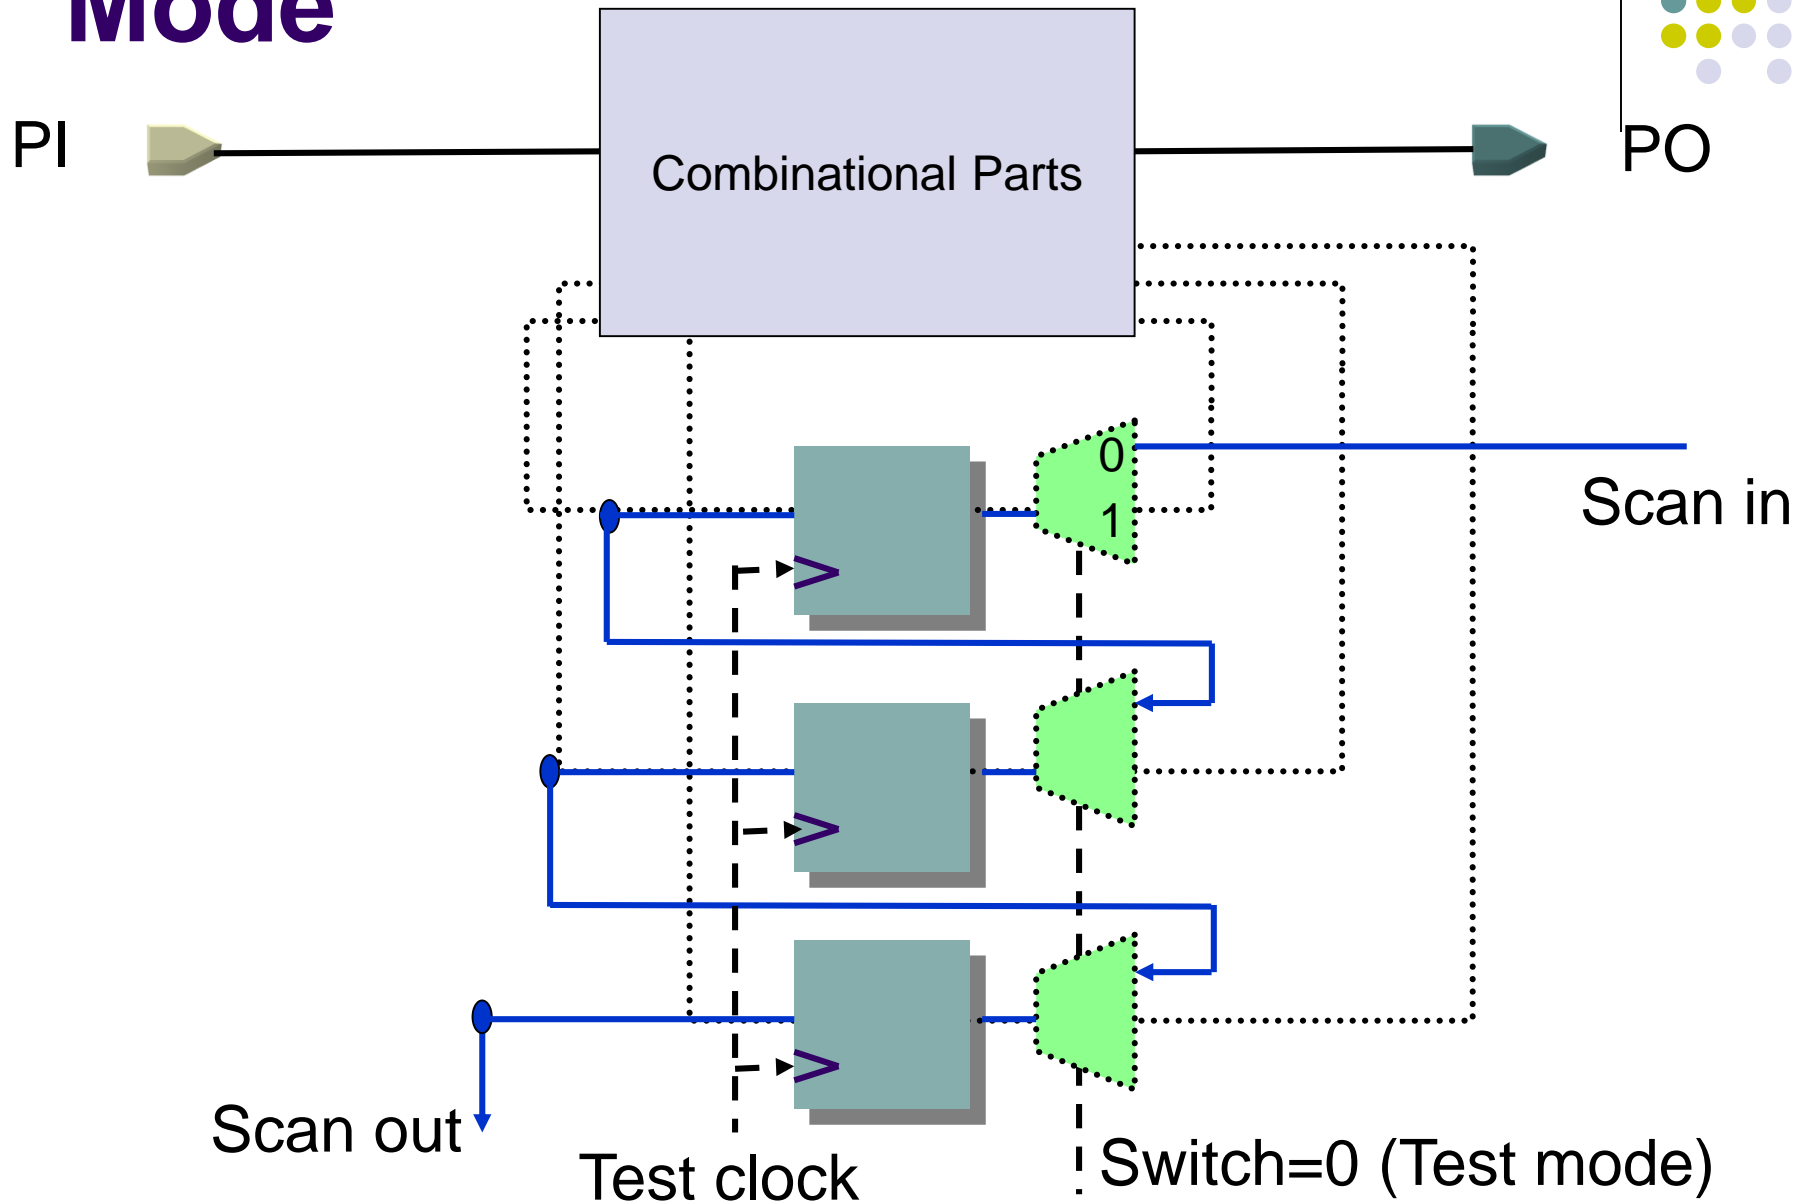 Mode
PI
Combinational Parts
PO
0
1
Scan in
Scan out
Test clock
Switch=0 (Test mode)